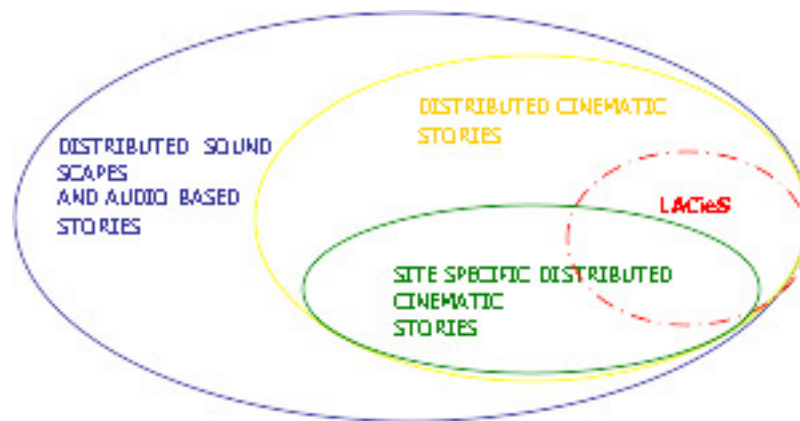 DISTRIBUTED CINEMATIC
STORIES
DISTRIBUTED SOUND
SCAPES
AND AUDIO BASED
STORIES
LACieS
SITE SPECIFIC DISTRIBUTED
CINEMATIC
STORIES